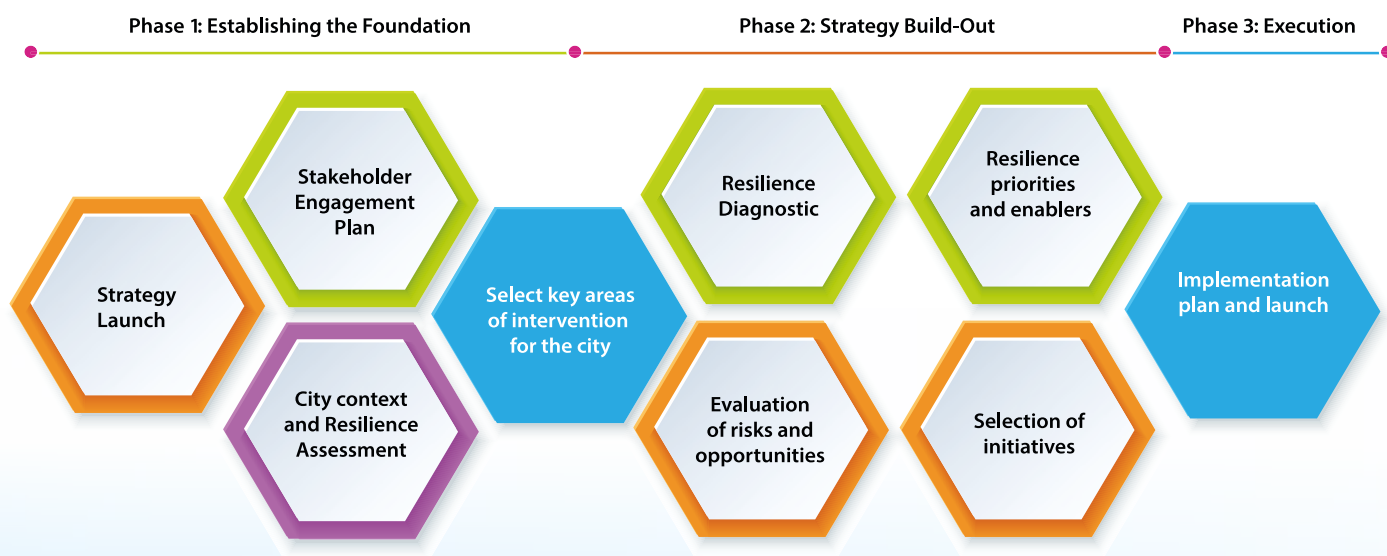 Phase 1: Establishing the Foundation
Phase 2: Strategy Build-Out
Phase 3: Execution
Strategy
Launch
Stakeholder
Engagement
Plan
City context
and Resilience
Assessment
Select key areas
of intervention
for the city
Resilience
Diagnostic
Evaluation
of risks and
opportunities
Resilience
priorities
and enablers
Selection of
initiatives
Implementation
plan and launch